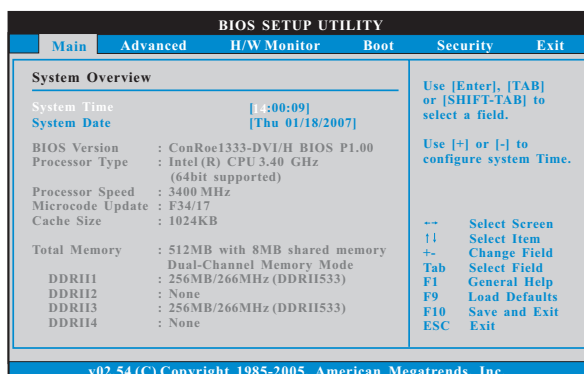 BIOS SETUP UTILITY
Main Advanced H/W Monitor Boot Security Exit
System Overview
System Time [14:00:09]
System Date [Thu 01/18/2007]
BIOS Version : ConRoe1333-DVI/H BIOS P1.00
Processor Type : Intel (R) CPU 3.40 GHz
(64bit supported)
Processor Speed : 3400 MHz
Microcode Update : F34/17
Cache Size : 1024KB
Total Memory : 512MB with 8MB shared memory
Dual-Channel Memory Mode
DDRII1 : 256MB/266MHz (DDRII533)
DDRII2 : None
DDRII3 : 256MB/266MHz (DDRII533)
DDRII4 : None
Use [Enter], [TAB]
or [SHIFT-TAB] to
select a field.
Use [+] or [-] to
configure system Time.
←→ Select Screen
↑↓ Select Item
+- Change Field
Tab Select Field
F1 General Help
F9 Load Defaults
F10 Save and Exit
ESC Exit
v02.54 (C) Copyright 1985-2005, American Megatrends, Inc.